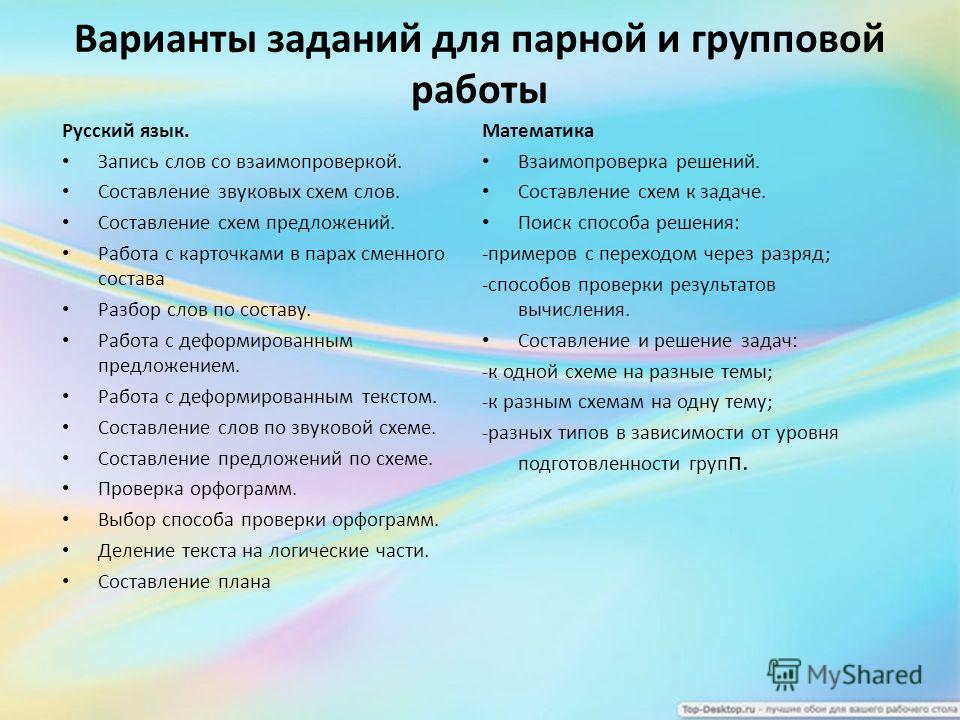 Варианты заданий для парной и групповой
работы
Русский язык.
• Запись слов со взаимопроверкой.
• Составление звуковых схем слов.
• Составление схем предложений.
• Работа с карточками в парах сменного
состава
• Разбор слов по составу.
• Работа с деформированным
предложением.
• Работа с деформированным текстом.
• Составление слов по звуковой схеме.
• Составление предложений по схеме.
• Проверка орфограмм.
• Выбор способа проверки орфограмм.
• Деление текста на логические части.
• Составление плана
Математика
• Взаимопроверка решений.
• Составление схем к задаче.
• Поиск способа решения:
-примеров с переходом через разряд;
-способов проверки результатов
вычисления.
• Составление и решение задач:
-к одной схеме на разные темы;
-к разным схемам на одну тему;
-разных типов в зависимости от уровня
подготовленности групп.
MyShared
Top-Desktop.ru - лучшие обои для вашего рабочего стола